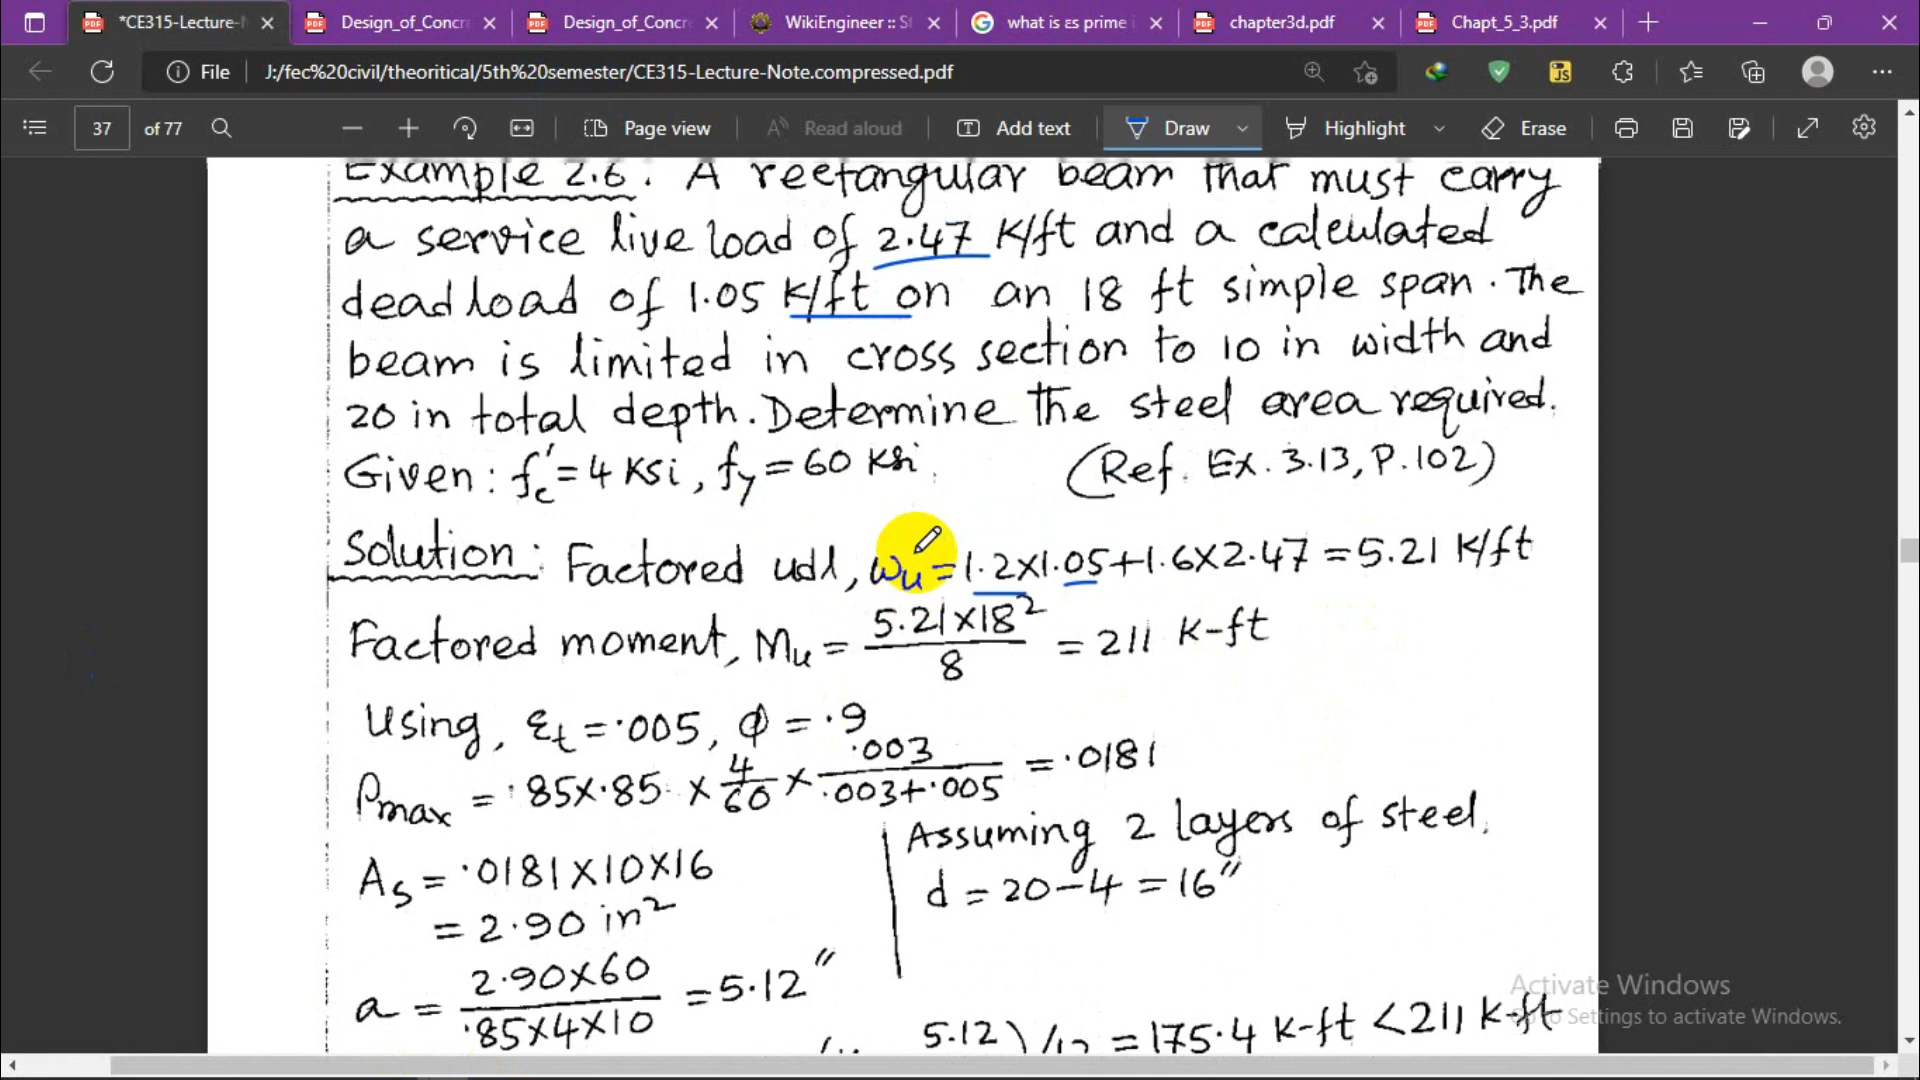 *CE315-Lecture-N
Design_of_Concre
Design_of_Concre
WikiEngineer :: St
what is εs prime i
chapter3d.pdf
Chapt_5_3.pdf
File
J:/fec%20civil/theoritical/5th%20semester/CE315-Lecture-Note.compressed.pdf
37 of 77
Page view
Read aloud
Add text
Draw
Highlight
Erase
Example 2.6: A rectangular beam that must carry
a service live load of 2.47 K/ft and a calculated
dead load of 1.05 K/ft on an 18 ft simple span. The
beam is limited in cross section to 10 in width and
20 in total depth. Determine the steel area required.
Given: fc' = 4 Ksi, fy = 60 Ksi. (Ref. Ex. 3.13, P.102)
Solution: Factored udl, wu = 1.2×1.05+1.6×2.47 = 5.21 K/ft
Factored moment, Mu = 5.21×18²/8 = 211 K-ft
Using, εt = .005, φ = .9
ρmax = .85×.85 × 4/60 × .003/.003+.005 = .0181
Assuming 2 layers of steel,
d = 20-4 = 16"
As = .0181×10×16
= 2.90 in²
a = 2.90×60/.85×4×10 = 5.12"
5.12)/12 = 175.4 K-ft < 211 K-ft
Activate Windows
Go to Settings to activate Windows.